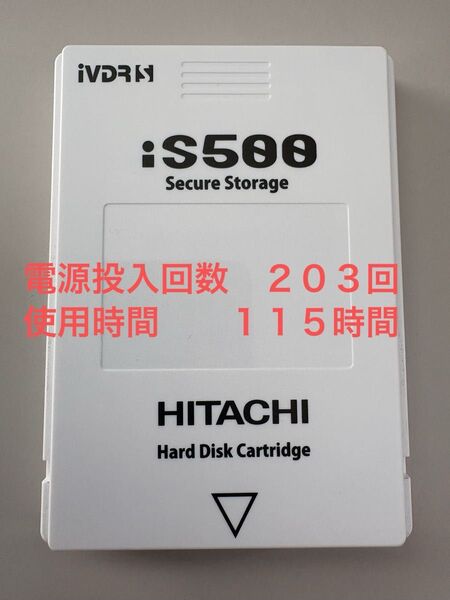 iVDR S
iS500
Secure Storage
電源投入回数　２０３回
使用時間　　　１１５時間
HITACHI
Hard Disk Cartridge